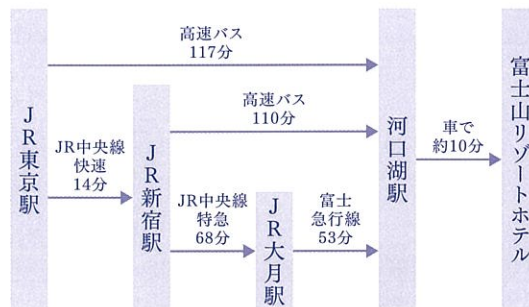 高速バス
117分
高速バス
110分
JR東京駅
JR中央線
快速
14分
JR新宿駅
JR中央線
特急
68分
JR大月駅
富士
急行線
53分
河口湖駅
車で
約10分
富士山リゾートホテル